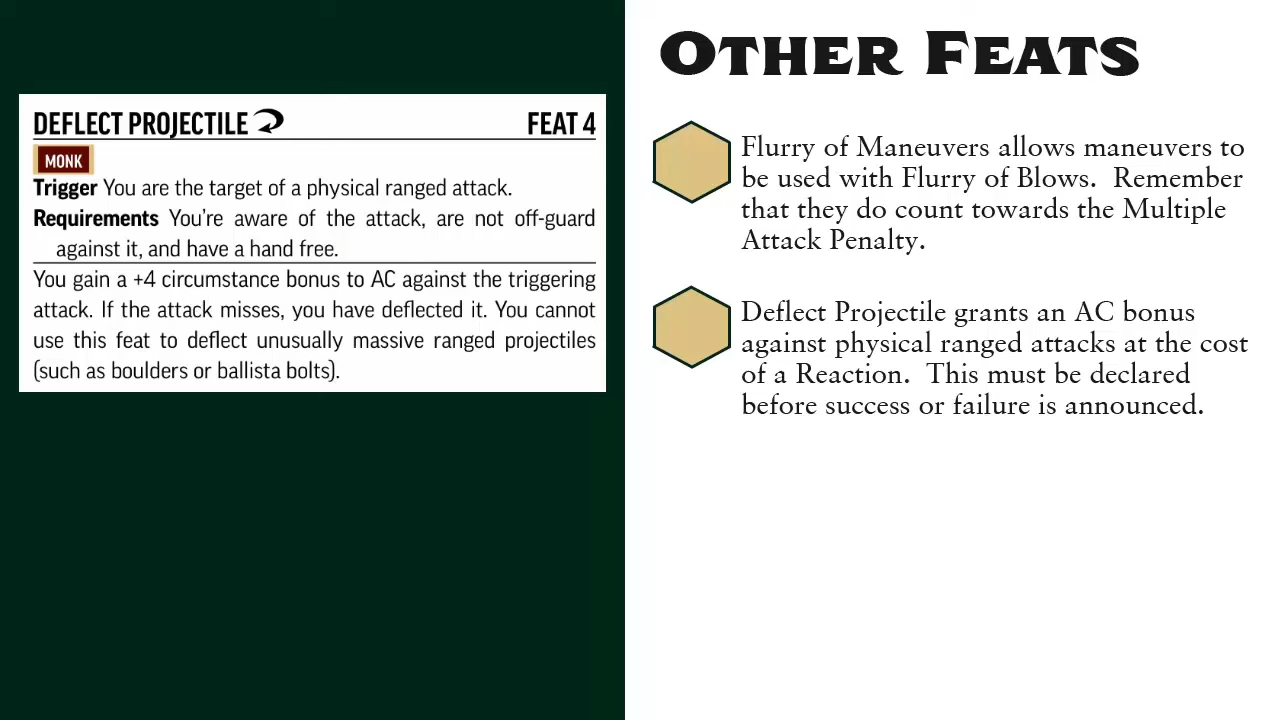 DEFLECT PROJECTILE FEAT 4
MONK
Trigger You are the target of a physical ranged attack.
Requirements You're aware of the attack, are not off-guard
against it, and have a hand free.
You gain a +4 circumstance bonus to AC against the triggering
attack. If the attack misses, you have deflected it. You cannot
use this feat to deflect unusually massive ranged projectiles
(such as boulders or ballista bolts).
OTHER FEATS
Flurry of Maneuvers allows maneuvers to
be used with Flurry of Blows.  Remember
that they do count towards the Multiple
Attack Penalty.
Deflect Projectile grants an AC bonus
against physical ranged attacks at the cost
of a Reaction.  This must be declared
before success or failure is announced.